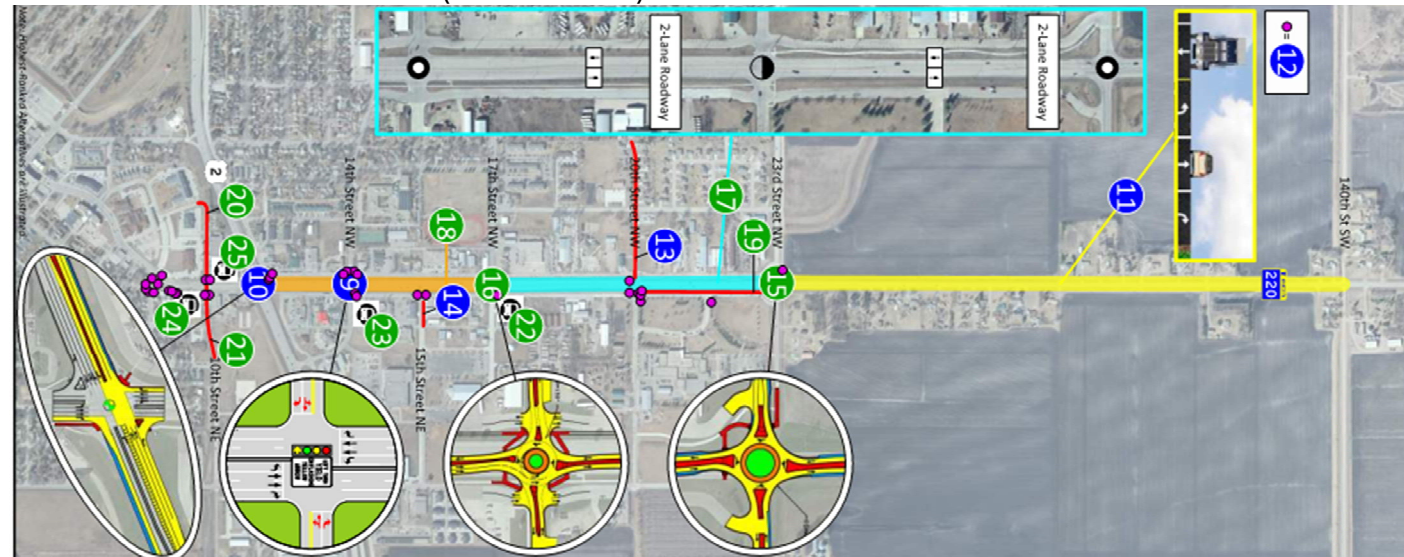 Note: Highest-Ranked Alternatives are Illustrated
2-Lane Roadway
2-Lane Roadway
= 12
140th St SW
23rd Street NW
20th Street NW
17th Street NW
14th Street NW
15th Street NE
10th Street NE
2
220
9
10
11
13
14
15
16
17
18
19
20
21
22
23
24
25